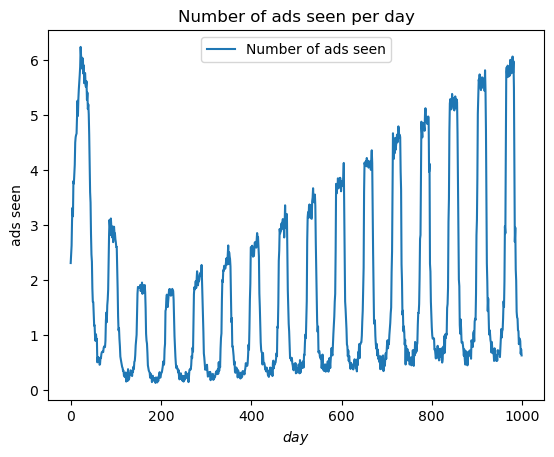 Number of ads seen per day
Number of ads seen
ads seen
6
5
4
3
2
1
0
0 200 400 600 800 1000
day